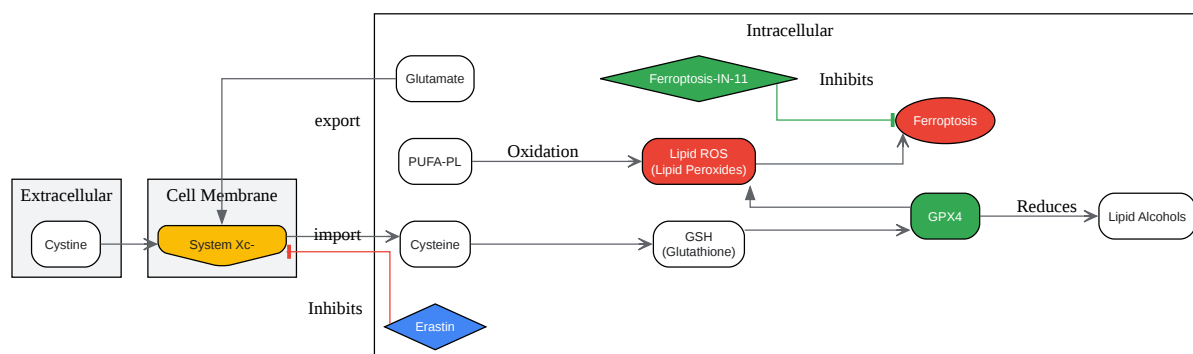 Intracellular
Glutamate
Ferroptosis-IN-11
Inhibits
export
Ferroptosis
PUFA-PL
Oxidation
Lipid ROS
(Lipid Peroxides)
Extracellular
Cell Membrane
Cystine
System Xc-
import
Cysteine
GSH
(Glutathione)
GPX4
Reduces
Lipid Alcohols
Inhibits
Erastin